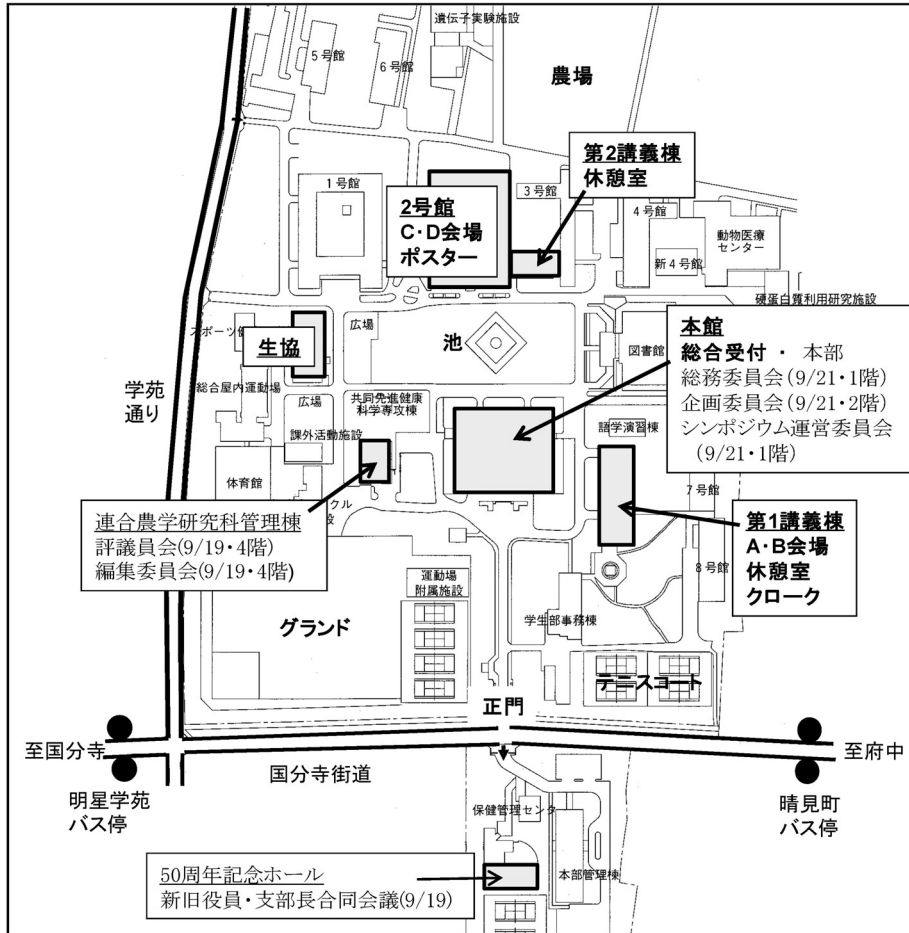 遺伝子実験施設
5号館
6号館
農場
第2講義棟
休憩室
1号館
2号館
C・D会場
ポスター
3号館
4号館
新4号館
動物医療
センター
硬蛋白質利用研究施設
スポーツ健
生協
広場
池
図書館
本館
総合受付 ・ 本部
総務委員会(9/21・1階)
企画委員会(9/21・2階)
シンポジウム運営委員会
(9/21・1階)
学苑
通り
総合屋内運動場
広場
共同先進健康
科学専攻棟
課外活動施設
語学演習棟
体育館
7号館
連合農学研究科管理棟
評議員会(9/19・4階)
編集委員会(9/19・4階)
クル
設
第1講義棟
A・B会場
休憩室
クローク
8号館
運動場
附属施設
グランド
学生部事務棟
テニスコート
正門
至国分寺
至府中
国分寺街道
明星学苑
バス停
晴見町
バス停
保健管理センタ
50周年記念ホール
新旧役員・支部長合同会議(9/19)
本部管理棟